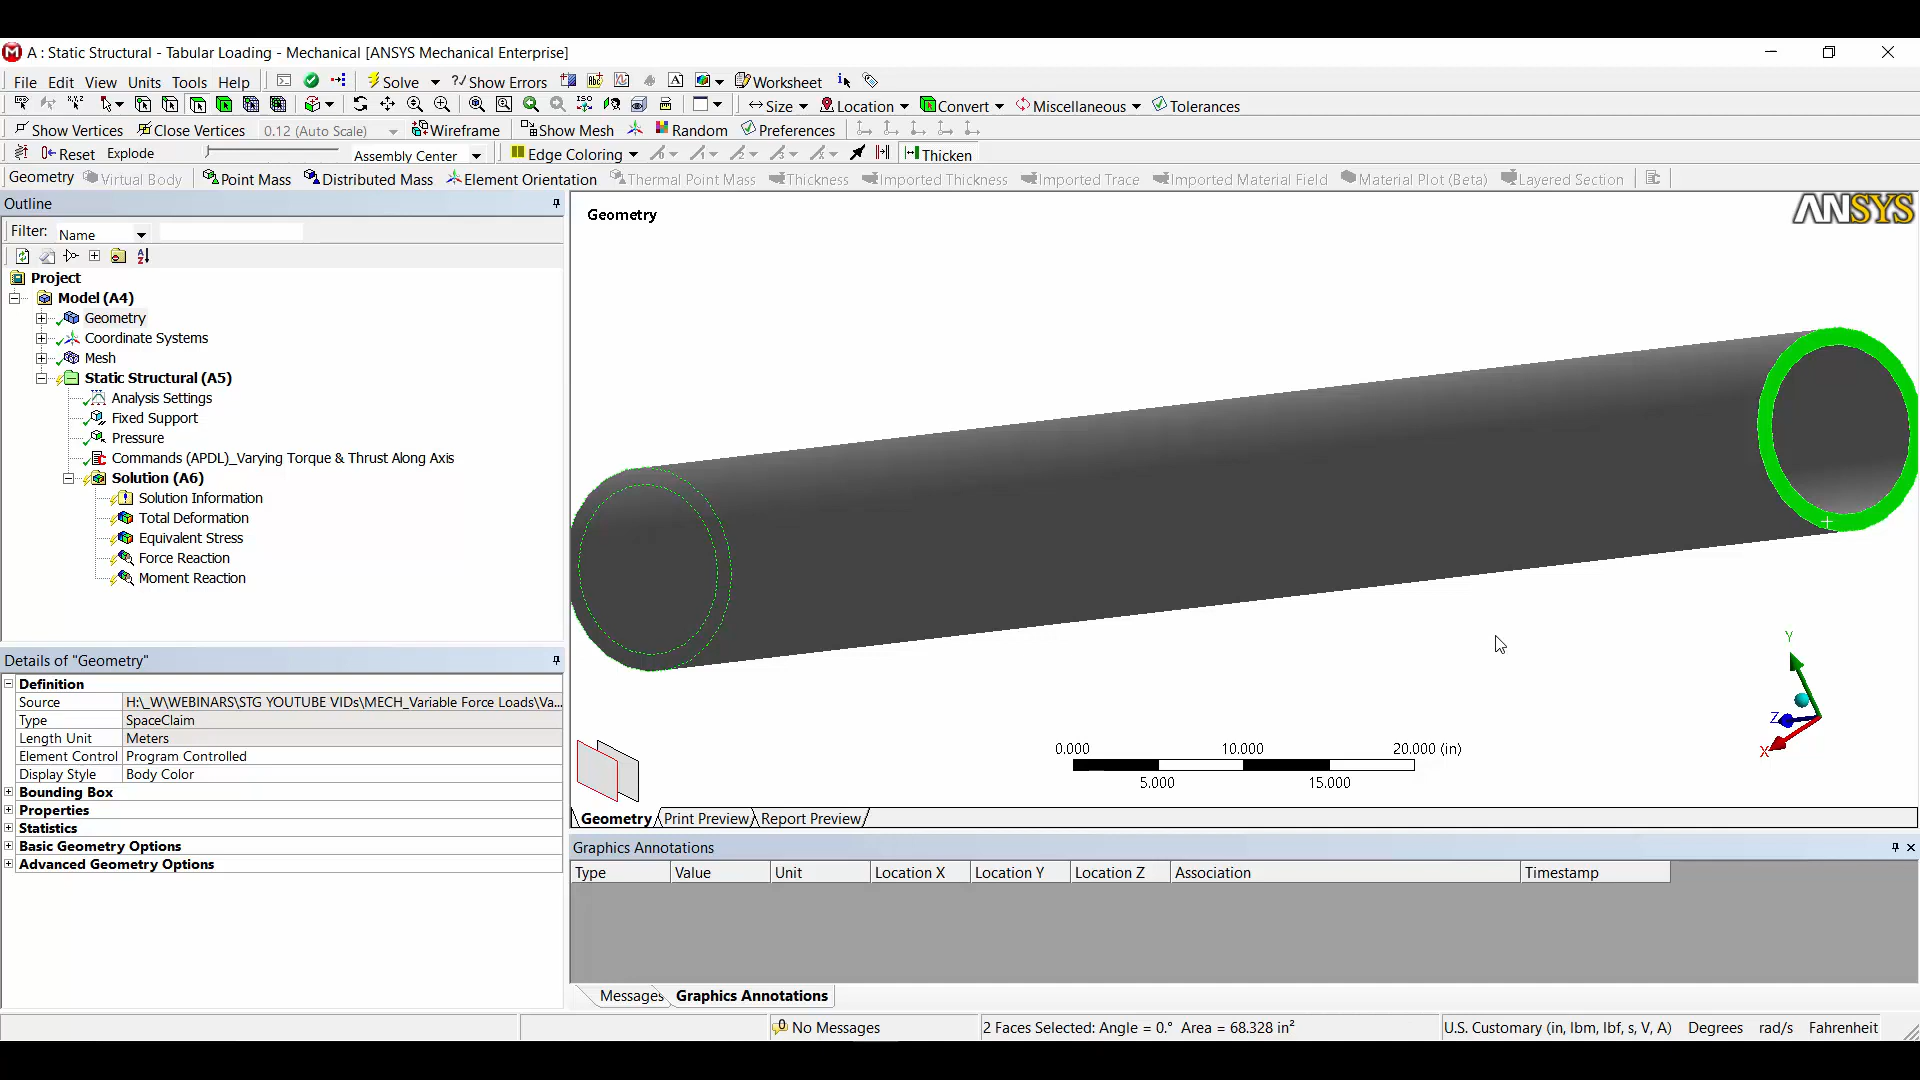 A : Static Structural - Tabular Loading - Mechanical [ANSYS Mechanical Enterprise]
File Edit View Units Tools Help Solve ?/ Show Errors Worksheet
Size Location Convert Miscellaneous Tolerances
Show Vertices Close Vertices 0.12 (Auto Scale) Wireframe Show Mesh Random Preferences
Reset Explode Assembly Center Edge Coloring Thicken
Geometry Virtual Body Point Mass Distributed Mass Element Orientation Thermal Point Mass Thickness Imported Thickness Imported Trace Imported Material Field Material Plot (Beta) Layered Section
Outline
Filter: Name
Project
Model (A4)
Geometry
Coordinate Systems
Mesh
Static Structural (A5)
Analysis Settings
Fixed Support
Pressure
Commands (APDL)_Varying Torque & Thrust Along Axis
Solution (A6)
Solution Information
Total Deformation
Equivalent Stress
Force Reaction
Moment Reaction
Details of "Geometry"
Definition
Source H:\_W\WEBINARS\STG YOUTUBE VIDs\MECH_Variable Force Loads\Va...
Type SpaceClaim
Length Unit Meters
Element Control Program Controlled
Display Style Body Color
Bounding Box
Properties
Statistics
Basic Geometry Options
Advanced Geometry Options
Geometry
ANSYS
Y
Z
X
0.000 10.000 20.000 (in)
5.000 15.000
Geometry Print Preview Report Preview
Graphics Annotations
Type Value Unit Location X Location Y Location Z Association Timestamp
Messages Graphics Annotations
No Messages 2 Faces Selected: Angle = 0.° Area = 68.328 in² U.S. Customary (in, lbm, lbf, s, V, A) Degrees rad/s Fahrenheit